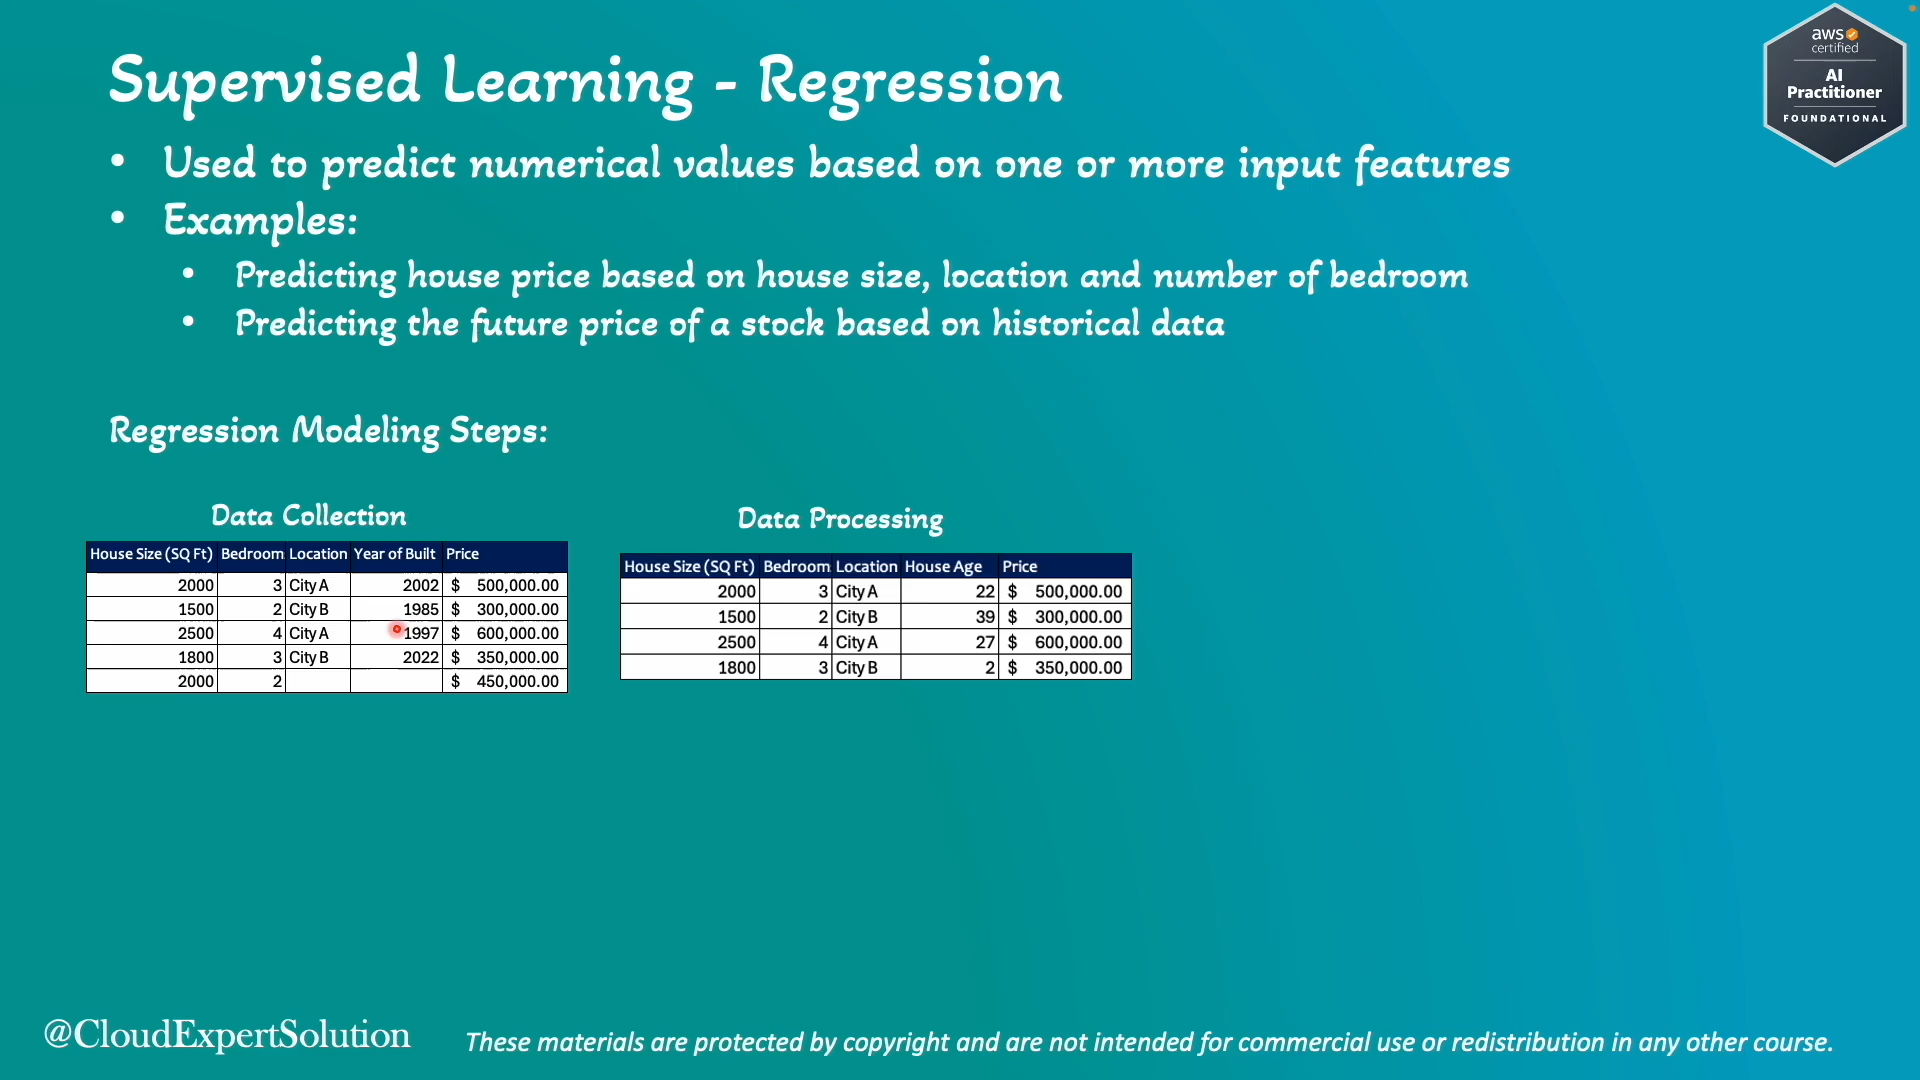 aws
certified
AI
Practitioner
FOUNDATIONAL
Supervised Learning - Regression
• Used to predict numerical values based on one or more input features
• Examples:
• Predicting house price based on house size, location and number of bedroom
• Predicting the future price of a stock based on historical data
Regression Modeling Steps:
Data Collection
House Size (SQ Ft) Bedroom Location Year of Built Price
2000 3 City A 2002 $ 500,000.00
1500 2 City B 1985 $ 300,000.00
2500 4 City A 1997 $ 600,000.00
1800 3 City B 2022 $ 350,000.00
2000 2 $ 450,000.00
Data Processing
House Size (SQ Ft) Bedroom Location House Age Price
2000 3 City A 22 $ 500,000.00
1500 2 City B 39 $ 300,000.00
2500 4 City A 27 $ 600,000.00
1800 3 City B 2 $ 350,000.00
@CloudExpertSolution
These materials are protected by copyright and are not intended for commercial use or redistribution in any other course.